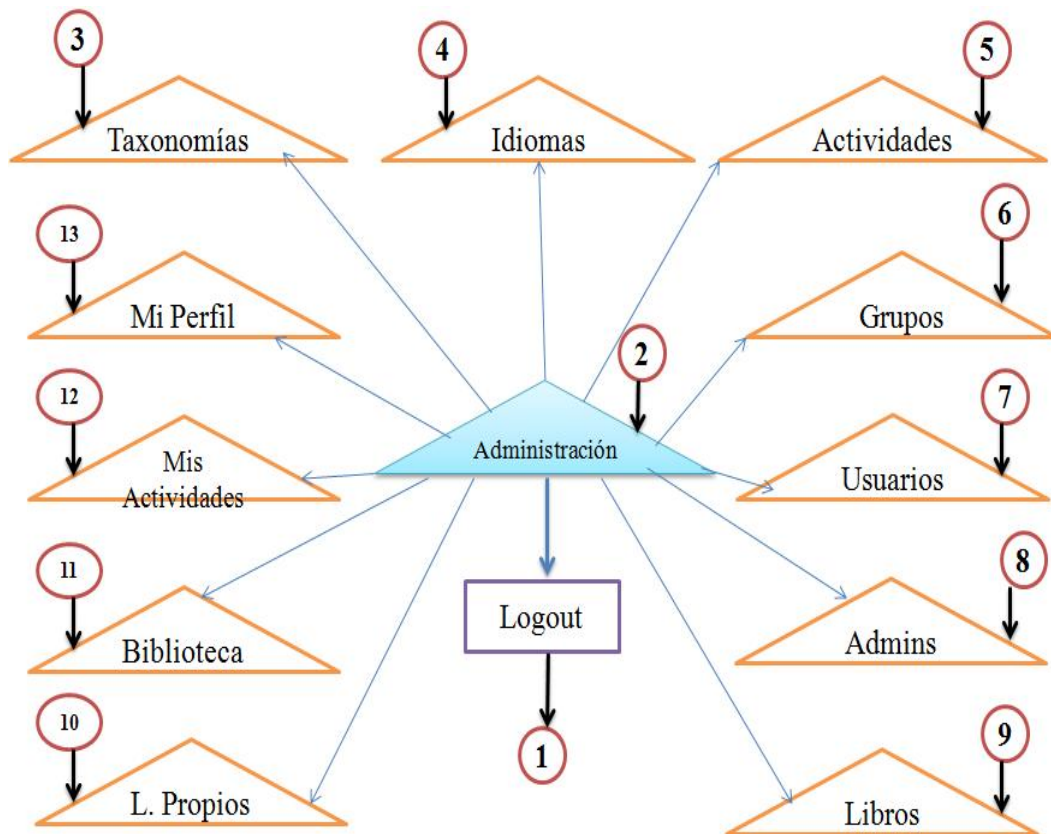 3
4
5
Taxonomías
Idiomas
Actividades
13
6
Mi Perfil
Grupos
2
12
7
Administración
Mis
Actividades
Usuarios
11
8
Logout
Biblioteca
Admins
10
1
9
L. Propios
Libros